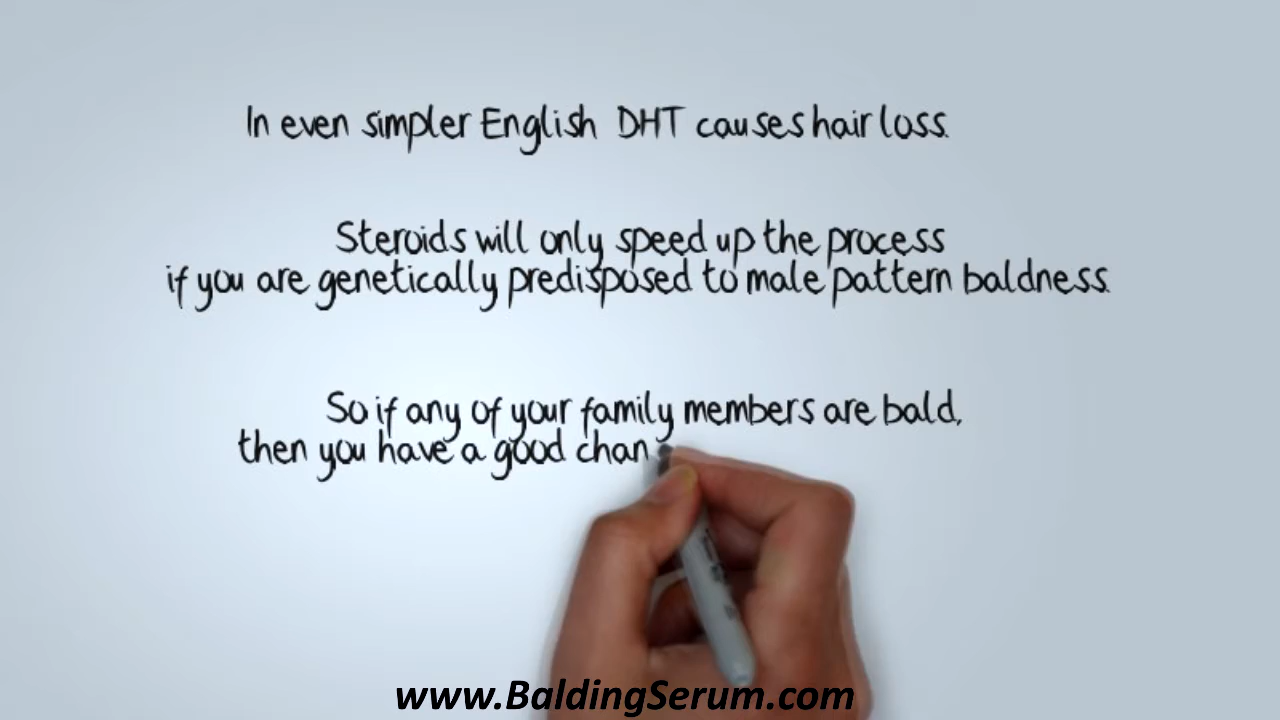 In even simpler English DHT causes hair loss.
Steroids will only speed up the process
if you are genetically predisposed to male pattern baldness.
So if any of your family members are bald,
then you have a good chan
www.BaldingSerum.com